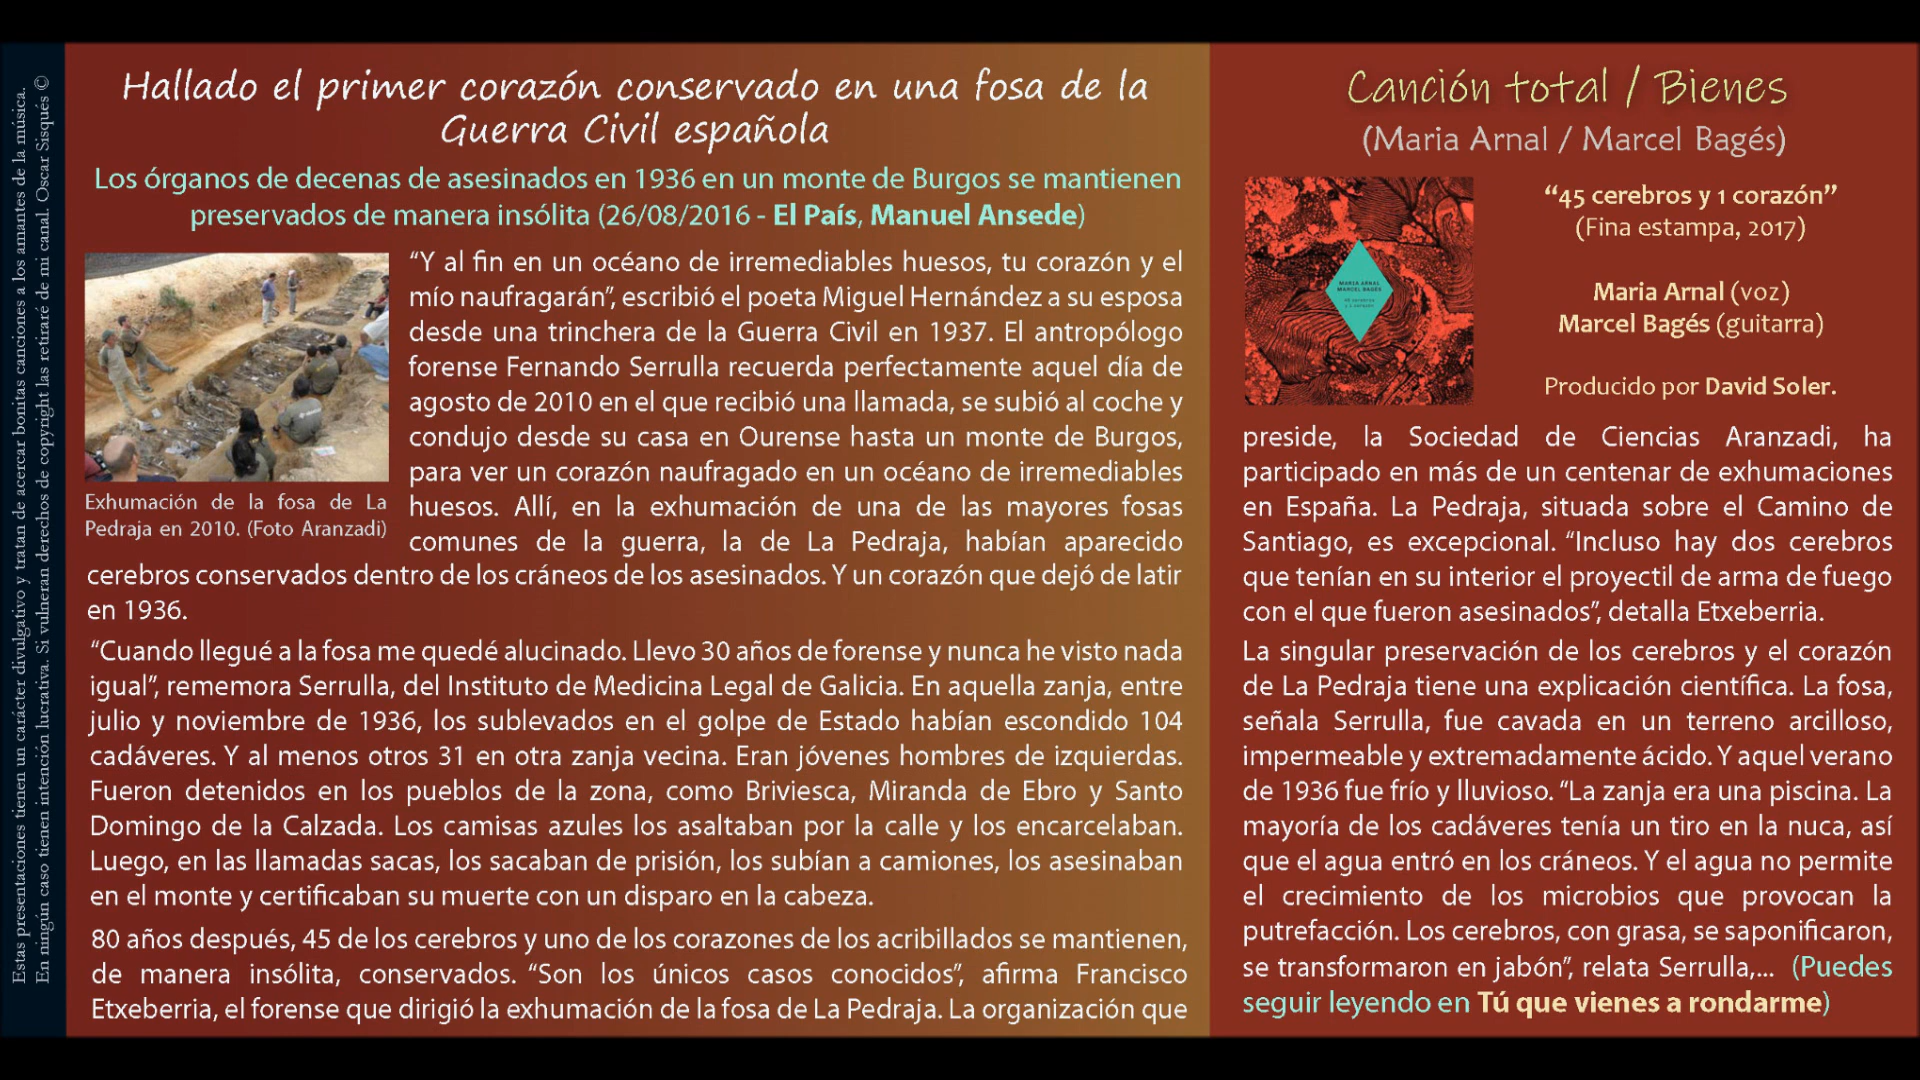 Estas presentaciones tienen un carácter divulgativo y tratan de acercar bonitas canciones a los amantes de la música.
En ningún caso tienen intención lucrativa. Si vulneran derechos de copyright las retiraré de mi canal. Oscar Sisqués ©
Hallado el primer corazón conservado en una fosa de la
Guerra Civil española
Los órganos de decenas de asesinados en 1936 en un monte de Burgos se mantienen
preservados de manera insólita (26/08/2016 - El País, Manuel Ansede)
Exhumación de la fosa de La
Pedraja en 2010. (Foto Aranzadi)
“Y al fin en un océano de irremediables huesos, tu corazón y el
mío naufragarán”, escribió el poeta Miguel Hernández a su esposa
desde una trinchera de la Guerra Civil en 1937. El antropólogo
forense Fernando Serrulla recuerda perfectamente aquel día de
agosto de 2010 en el que recibió una llamada, se subió al coche y
condujo desde su casa en Ourense hasta un monte de Burgos,
para ver un corazón naufragado en un océano de irremediables
huesos. Allí, en la exhumación de una de las mayores fosas
comunes de la guerra, la de La Pedraja, habían aparecido
cerebros conservados dentro de los cráneos de los asesinados. Y un corazón que dejó de latir
en 1936.
“Cuando llegué a la fosa me quedé alucinado. Llevo 30 años de forense y nunca he visto nada
igual”, rememora Serrulla, del Instituto de Medicina Legal de Galicia. En aquella zanja, entre
julio y noviembre de 1936, los sublevados en el golpe de Estado habían escondido 104
cadáveres. Y al menos otros 31 en otra zanja vecina. Eran jóvenes hombres de izquierdas.
Fueron detenidos en los pueblos de la zona, como Briviesca, Miranda de Ebro y Santo
Domingo de la Calzada. Los camisas azules los asaltaban por la calle y los encarcelaban.
Luego, en las llamadas sacas, los sacaban de prisión, los subían a camiones, los asesinaban
en el monte y certificaban su muerte con un disparo en la cabeza.
80 años después, 45 de los cerebros y uno de los corazones de los acribillados se mantienen,
de manera insólita, conservados. “Son los únicos casos conocidos”, afirma Francisco
Etxeberria, el forense que dirigió la exhumación de la fosa de La Pedraja. La organización que
Canción total / Bienes
(Maria Arnal / Marcel Bagés)
MARIA ARNAL
MARCEL BAGÉS
45 cerebros
y 1 corazón
“45 cerebros y 1 corazón”
(Fina estampa, 2017)
Maria Arnal (voz)
Marcel Bagés (guitarra)
Producido por David Soler.
preside, la Sociedad de Ciencias Aranzadi, ha
participado en más de un centenar de exhumaciones
en España. La Pedraja, situada sobre el Camino de
Santiago, es excepcional. “Incluso hay dos cerebros
que tenían en su interior el proyectil de arma de fuego
con el que fueron asesinados”, detalla Etxeberria.
La singular preservación de los cerebros y el corazón
de La Pedraja tiene una explicación científica. La fosa,
señala Serrulla, fue cavada en un terreno arcilloso,
impermeable y extremadamente ácido. Y aquel verano
de 1936 fue frío y lluvioso. “La zanja era una piscina. La
mayoría de los cadáveres tenía un tiro en la nuca, así
que el agua entró en los cráneos. Y el agua no permite
el crecimiento de los microbios que provocan la
putrefacción. Los cerebros, con grasa, se saponificaron,
se transformaron en jabón”, relata Serrulla,... (Puedes
seguir leyendo en Tú que vienes a rondarme)